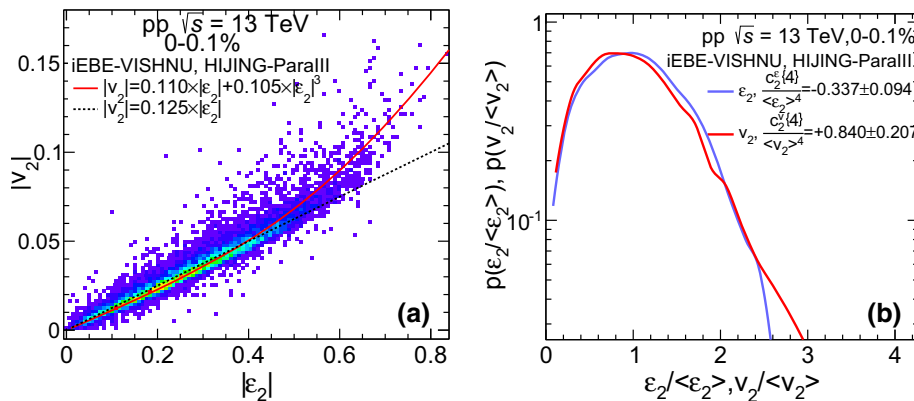 pp √s = 13 TeV
0-0.1%
iEBE-VISHNU, HIJING-ParaIII
|v₂|=0.110×|ε₂|+0.105×|ε₂|³
|v₂|=0.125×|ε₂|
0.15
0.1
0.05
0
|v₂|
(a)
0 0.2 0.4 0.6 0.8
|ε₂|
pp √s = 13 TeV,0-0.1%
iEBE-VISHNU, HIJING-ParaIII
ε₂, c₂^ε{4}/<ε₂>⁴=-0.337±0.094
v₂, c₂^v{4}/<v₂>⁴=+0.840±0.207
1
10⁻¹
p(ε₂/<ε₂>), p(v₂/<v₂>)
(b)
0 1 2 3 4
ε₂/<ε₂>,v₂/<v₂>